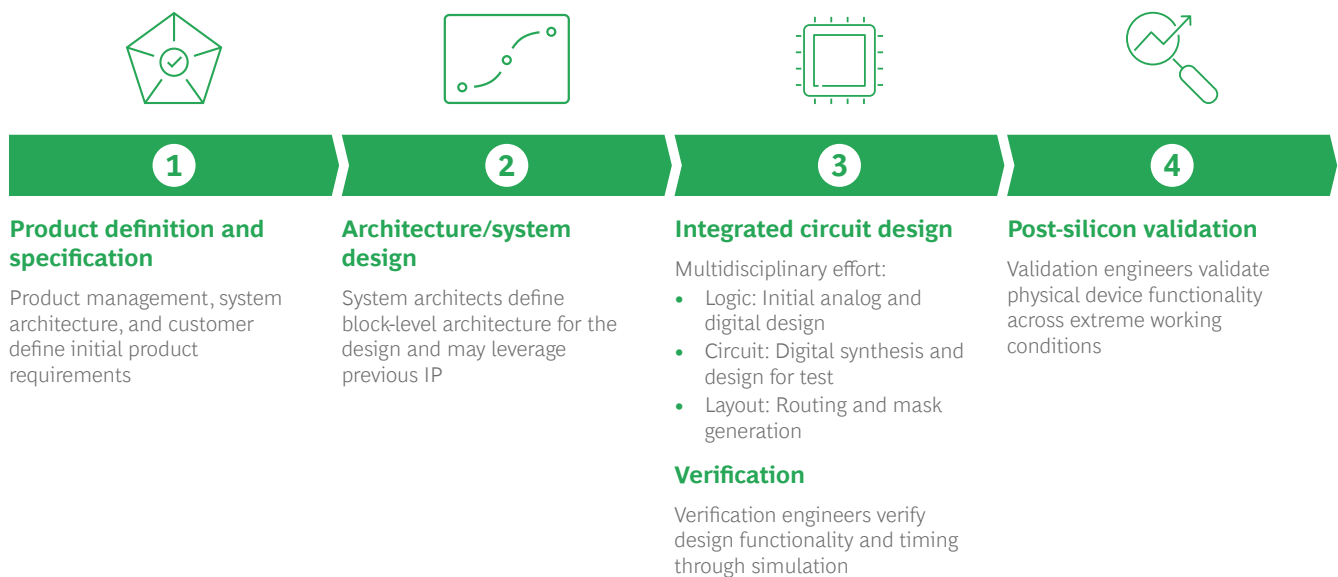 1
Product definition and
specification
Product management, system
architecture, and customer
define initial product
requirements
2
Architecture/system
design
System architects define
block-level architecture for the
design and may leverage
previous IP
3
Integrated circuit design
Multidisciplinary effort:
• Logic: Initial analog and
digital design
• Circuit: Digital synthesis and
design for test
• Layout: Routing and mask
generation
Verification
Verification engineers verify
design functionality and timing
through simulation
4
Post-silicon validation
Validation engineers validate
physical device functionality
across extreme working
conditions